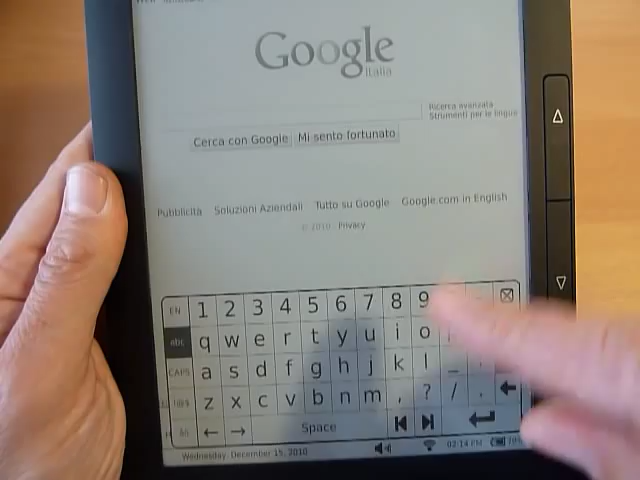 Google
Italia
Ricerca avanzata
Strumenti per le lingue
Cerca con Google Mi sento fortunato
Pubblicità Soluzioni Aziendali Tutto su Google Google.com in English
© 2010 Privacy
EN 1 2 3 4 5 6 7 8 9
abc q w e r t y u i o
CAPS a s d f g h j k l _
z x c v b n m , ? / .
← → Space
Wednesday, December 15, 2010 02:14 PM